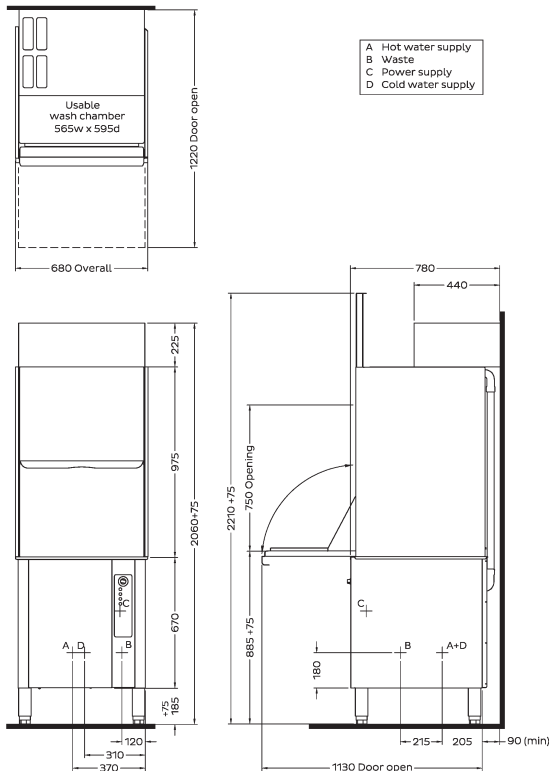 A Hot water supply
B Waste
C Power supply
D Cold water supply
Usable
wash chamber
565w x 595d
1220 Door open
680 Overall
780
440
225
975
2060+75
670
+75
185
C
A D
B
120
310
370
2210 +75
750 Opening
885 +75
C
B
A+D
180
215
205
90 (min)
1130 Door open